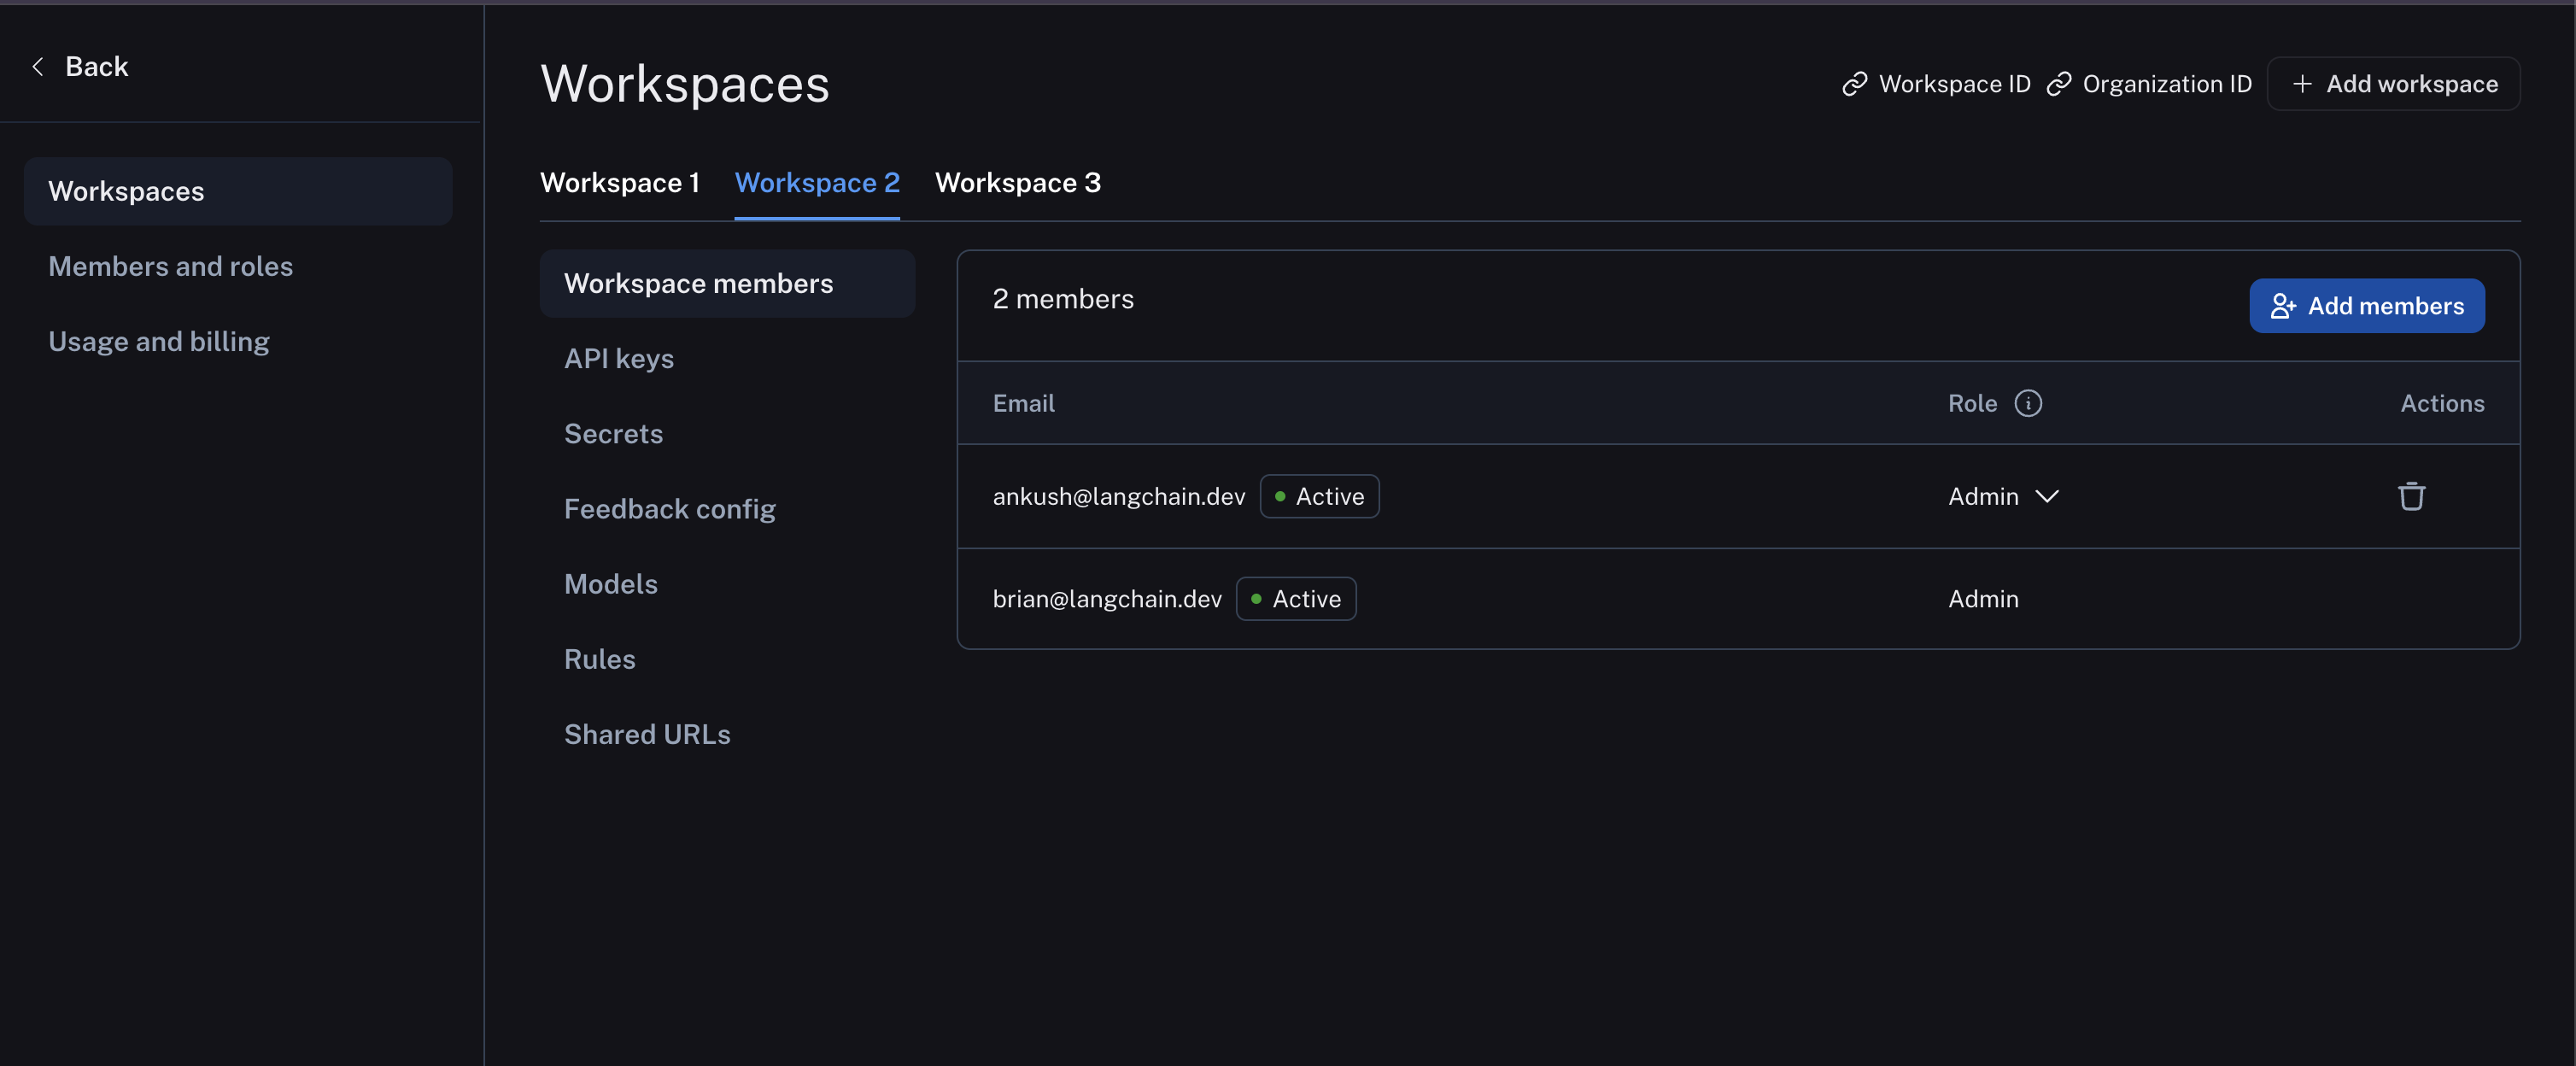 Back
Workspaces
Members and roles
Usage and billing
Workspaces
Workspace ID
Organization ID
Add workspace
Workspace 1
Workspace 2
Workspace 3
Workspace members
API keys
Secrets
Feedback config
Models
Rules
Shared URLs
2 members
Add members
Email
Role
Actions
ankush@langchain.dev
Active
Admin
brian@langchain.dev
Active
Admin